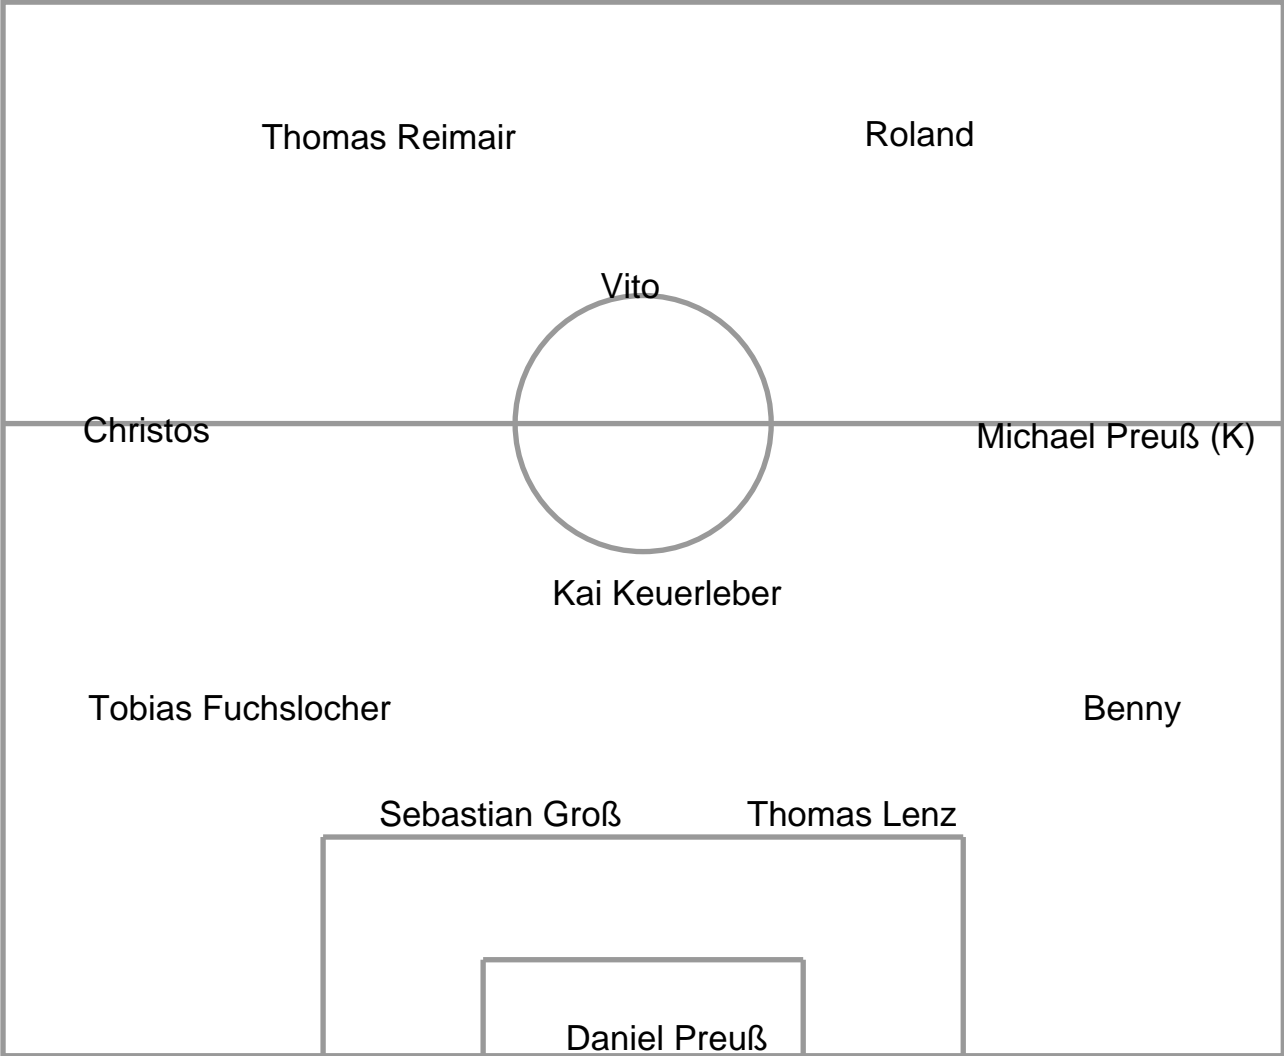 Thomas Reimair
Roland
Vito
Christos
Michael Preuß (K)
Kai Keuerleber
Tobias Fuchslocher
Benny
Sebastian Groß
Thomas Lenz
Daniel Preuß